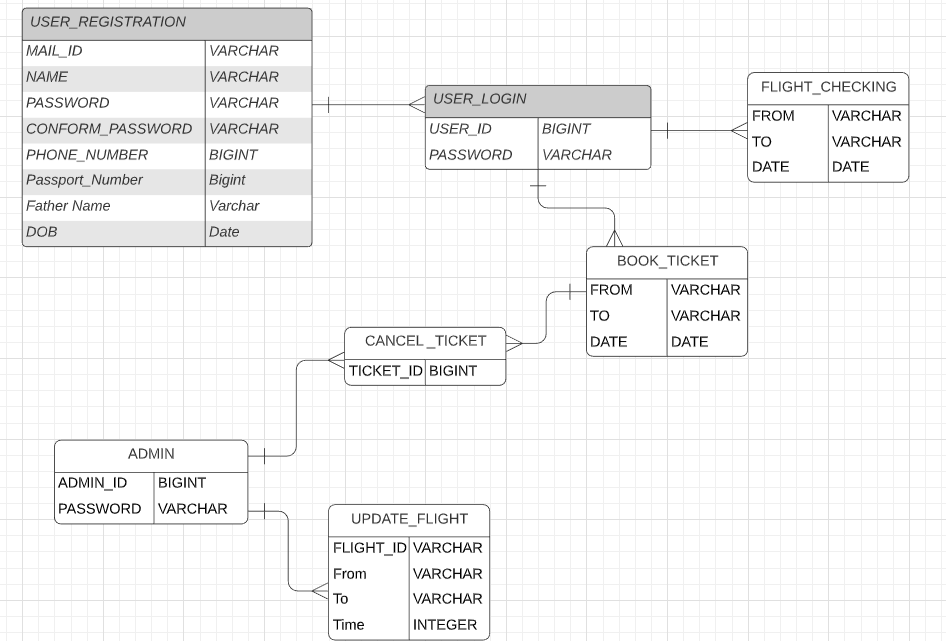 USER_REGISTRATION
MAIL_ID VARCHAR
NAME VARCHAR
PASSWORD VARCHAR
CONFORM_PASSWORD VARCHAR
PHONE_NUMBER BIGINT
Passport_Number Bigint
Father Name Varchar
DOB Date
USER_LOGIN
USER_ID BIGINT
PASSWORD VARCHAR
FLIGHT_CHECKING
FROM VARCHAR
TO VARCHAR
DATE DATE
BOOK_TICKET
FROM VARCHAR
TO VARCHAR
DATE DATE
CANCEL_TICKET
TICKET_ID BIGINT
ADMIN
ADMIN_ID BIGINT
PASSWORD VARCHAR
UPDATE_FLIGHT
FLIGHT_ID VARCHAR
From VARCHAR
To VARCHAR
Time INTEGER